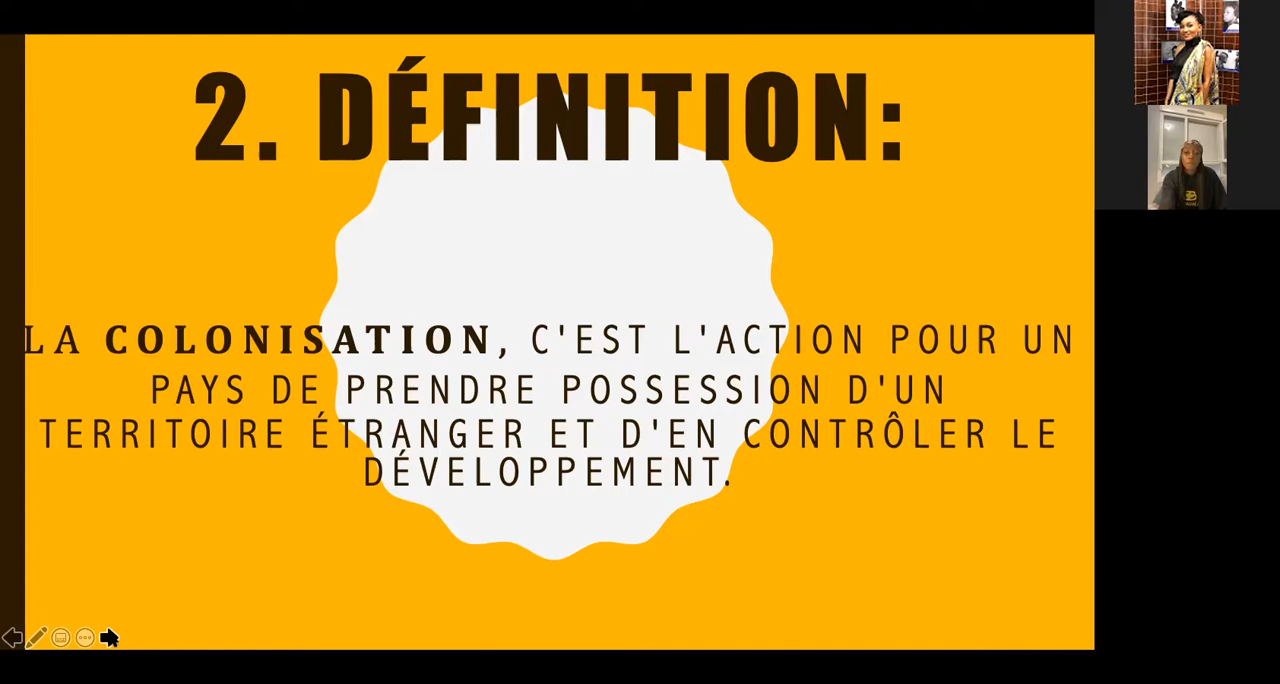 2. DÉFINITION:
LA COLONISATION, C'EST L'ACTION POUR UN
PAYS DE PRENDRE POSSESSION D'UN
TERRITOIRE ÉTRANGER ET D'EN CONTRÔLER LE
DÉVELOPPEMENT.